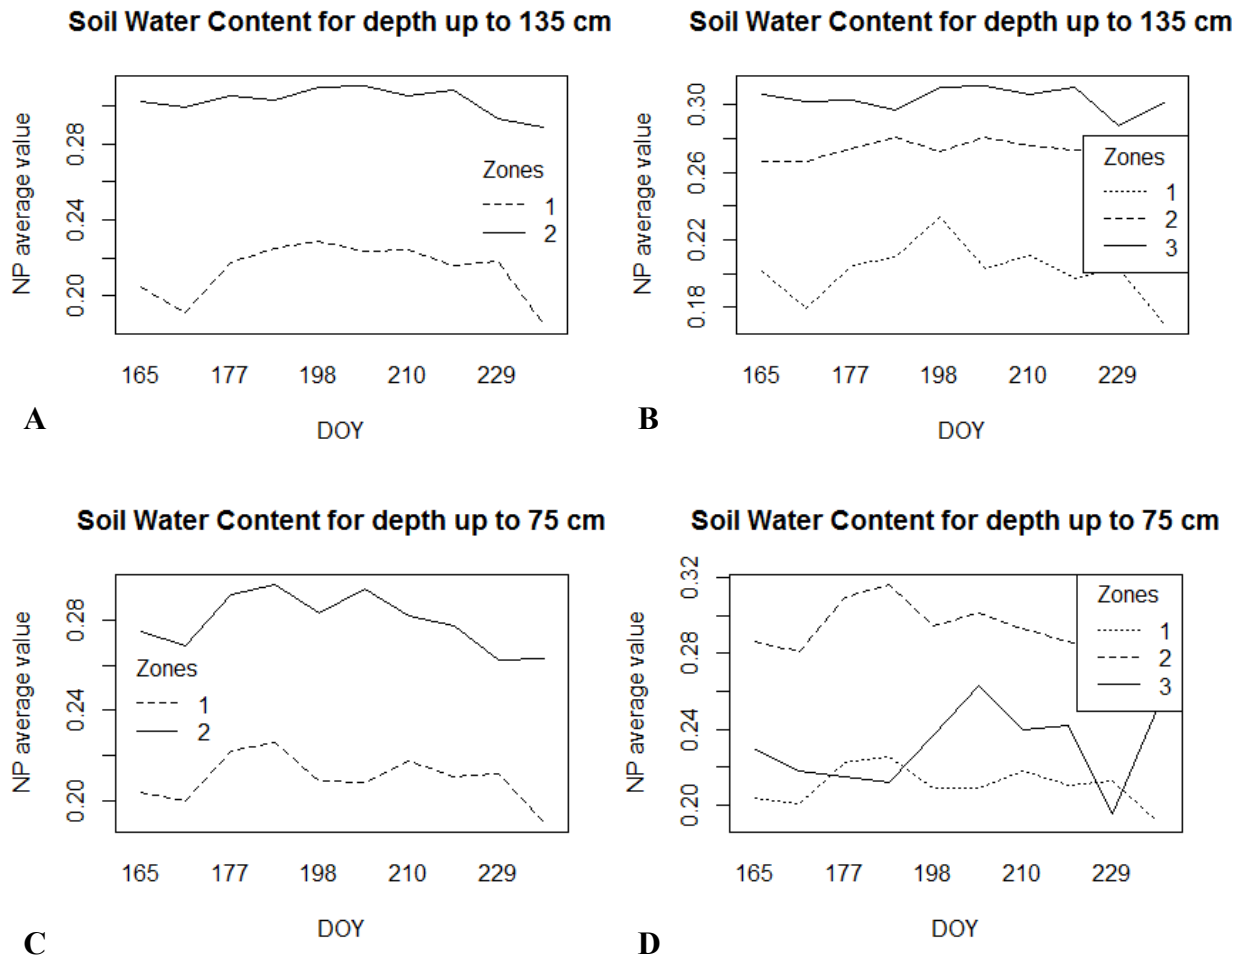 Soil Water Content for depth up to 135 cm
NP average value
0.28
0.24
0.20
Zones
1
2
165 177 198 210 229
DOY
A
Soil Water Content for depth up to 135 cm
NP average value
0.30
0.26
0.22
0.18
Zones
1
2
3
165 177 198 210 229
DOY
B
Soil Water Content for depth up to 75 cm
NP average value
0.28
0.24
0.20
Zones
1
2
165 177 198 210 229
DOY
C
Soil Water Content for depth up to 75 cm
NP average value
0.32
0.28
0.24
0.20
Zones
1
2
3
165 177 198 210 229
DOY
D